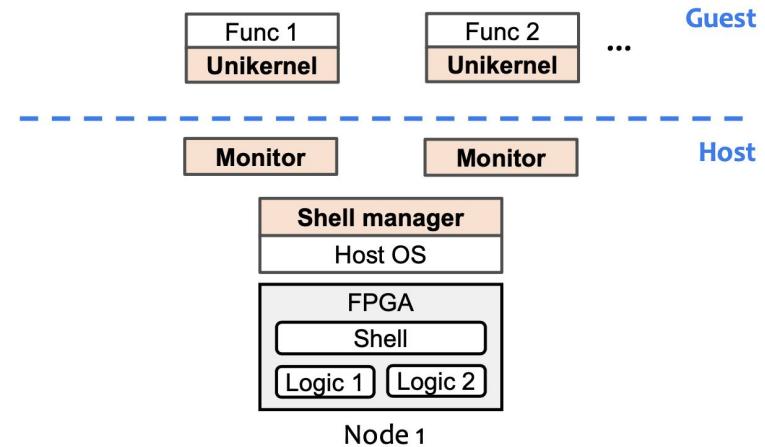 Guest
Func 1
Func 2
...
Unikernel
Unikernel
Host
Monitor
Monitor
Shell manager
Host OS
FPGA
Shell
Logic 1
Logic 2
Node 1